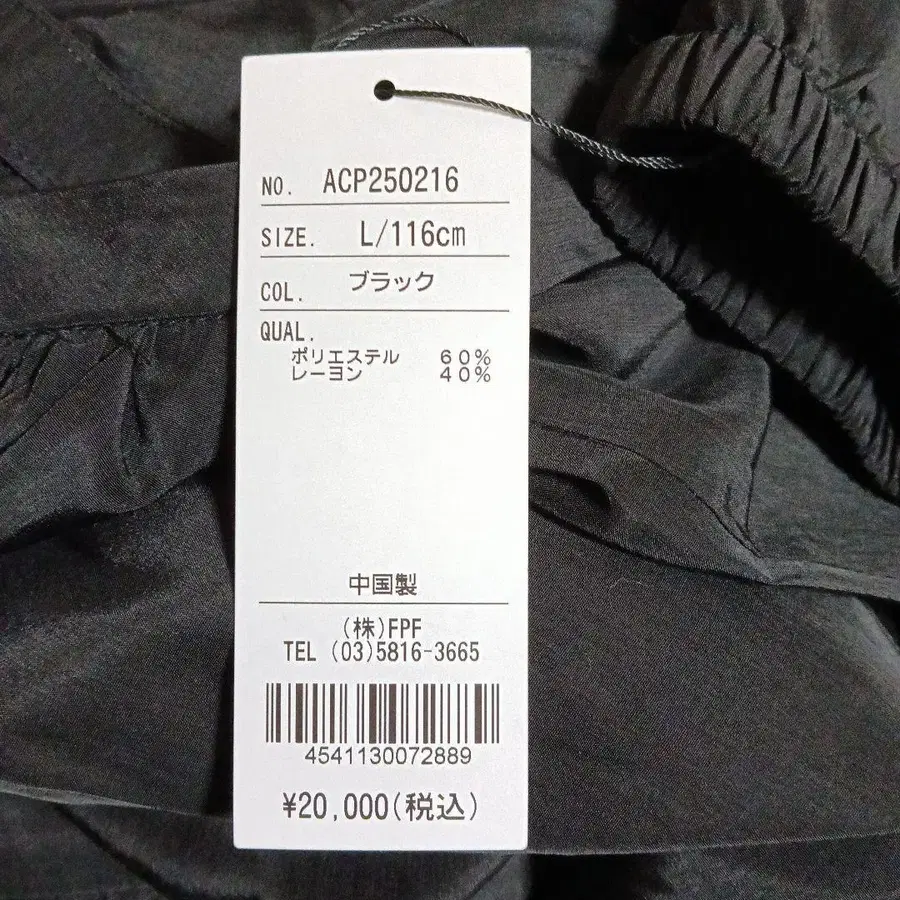 NO. ACP250216
SIZE. L/116cm
COL. ブラック
QUAL.
ポリエステル 60%
レーヨン 40%
中国製
(株)FPF
TEL (03)5816-3665
4541130072889
¥20,000(税込)